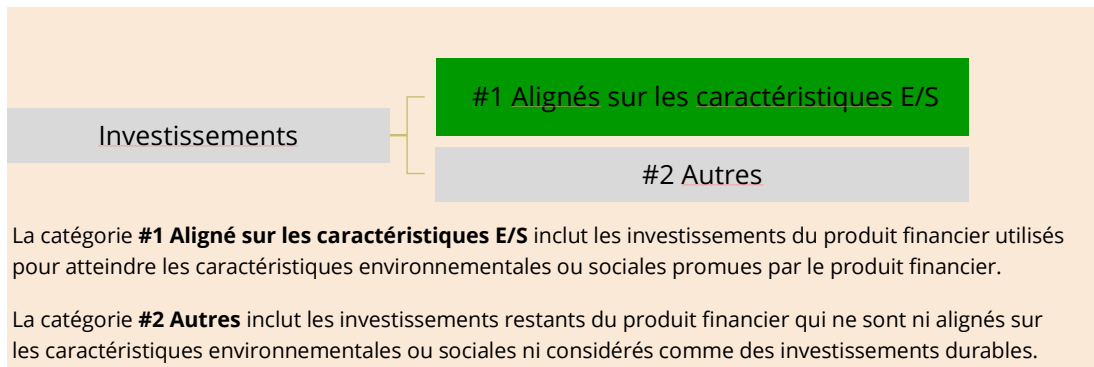 #1 Alignés sur les caractéristiques E/S
Investissements
#2 Autres
La catégorie #1 Aligné sur les caractéristiques E/S inclut les investissements du produit financier utilisés
pour atteindre les caractéristiques environnementales ou sociales promues par le produit financier.
La catégorie #2 Autres inclut les investissements restants du produit financier qui ne sont ni alignés sur
les caractéristiques environnementales ou sociales ni considérés comme des investissements durables.